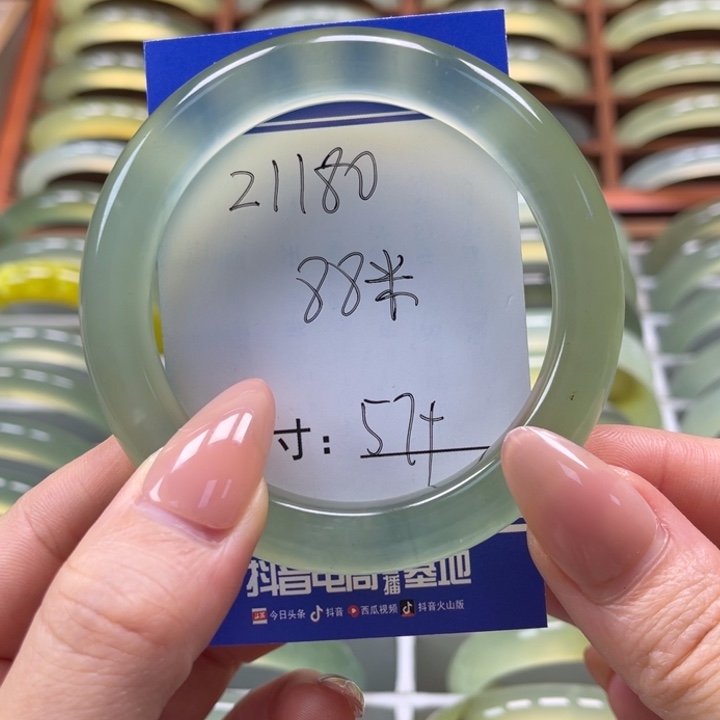 21180
88米
寸: 57+
抖音电商直播基地
今日头条 抖音 西瓜视频 抖音火山版